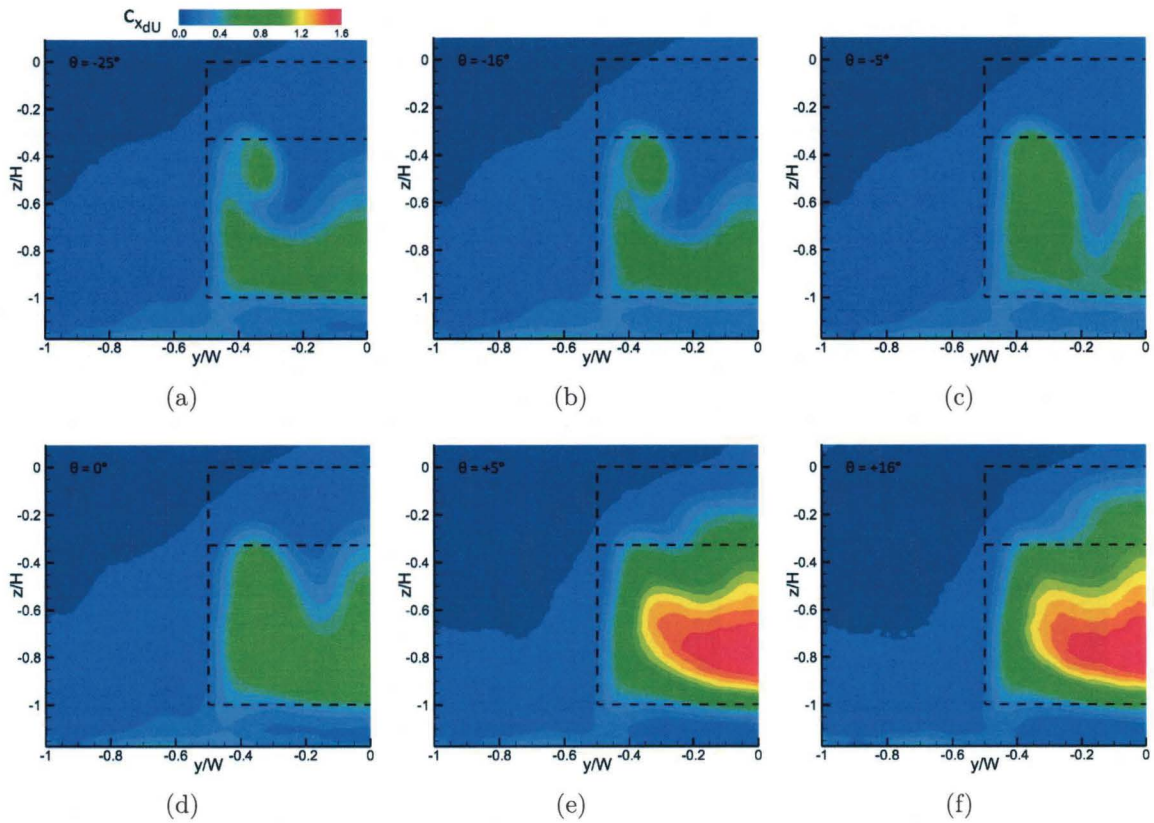 C_xdU
0.0 0.4 0.8 1.2 1.6
θ = -25°
0
-0.2
-0.4
-0.6
-0.8
-1
z/H
-1 -0.8 -0.6 -0.4 -0.2 0
y/W
(a)
θ = -16°
0
-0.2
-0.4
-0.6
-0.8
-1
z/H
-1 -0.8 -0.6 -0.4 -0.2 0
y/W
(b)
θ = -5°
0
-0.2
-0.4
-0.6
-0.8
-1
z/H
-1 -0.8 -0.6 -0.4 -0.2 0
y/W
(c)
θ = 0°
0
-0.2
-0.4
-0.6
-0.8
-1
z/H
-1 -0.8 -0.6 -0.4 -0.2 0
y/W
(d)
θ = +5°
0
-0.2
-0.4
-0.6
-0.8
-1
z/H
-1 -0.8 -0.6 -0.4 -0.2 0
y/W
(e)
θ = +16°
0
-0.2
-0.4
-0.6
-0.8
-1
z/H
-1 -0.8 -0.6 -0.4 -0.2 0
y/W
(f)